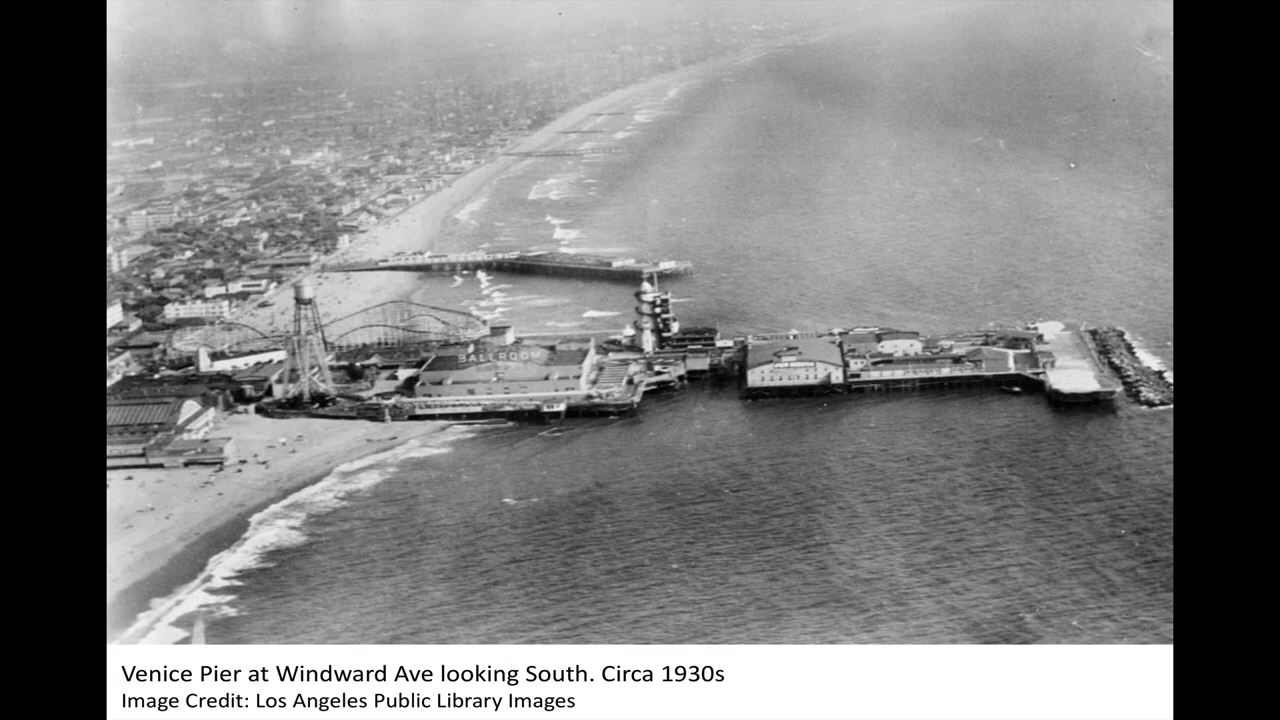 BALLROOM
Venice Pier at Windward Ave looking South. Circa 1930s
Image Credit: Los Angeles Public Library Images